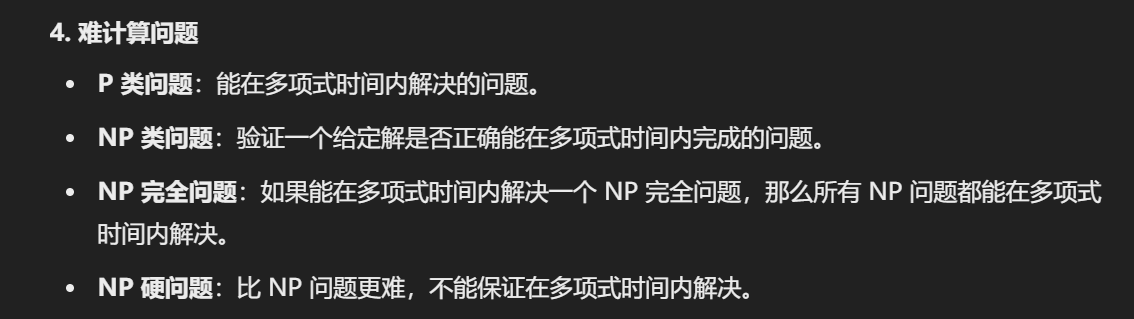 4. 难计算问题
• P 类问题：能在多项式时间内解决的问题。
• NP 类问题：验证一个给定解是否正确能在多项式时间内完成的问题。
• NP 完全问题：如果能在多项式时间内解决一个 NP 完全问题，那么所有 NP 问题都能在多项式
时间内解决。
• NP 硬问题：比 NP 问题更难，不能保证在多项式时间内解决。